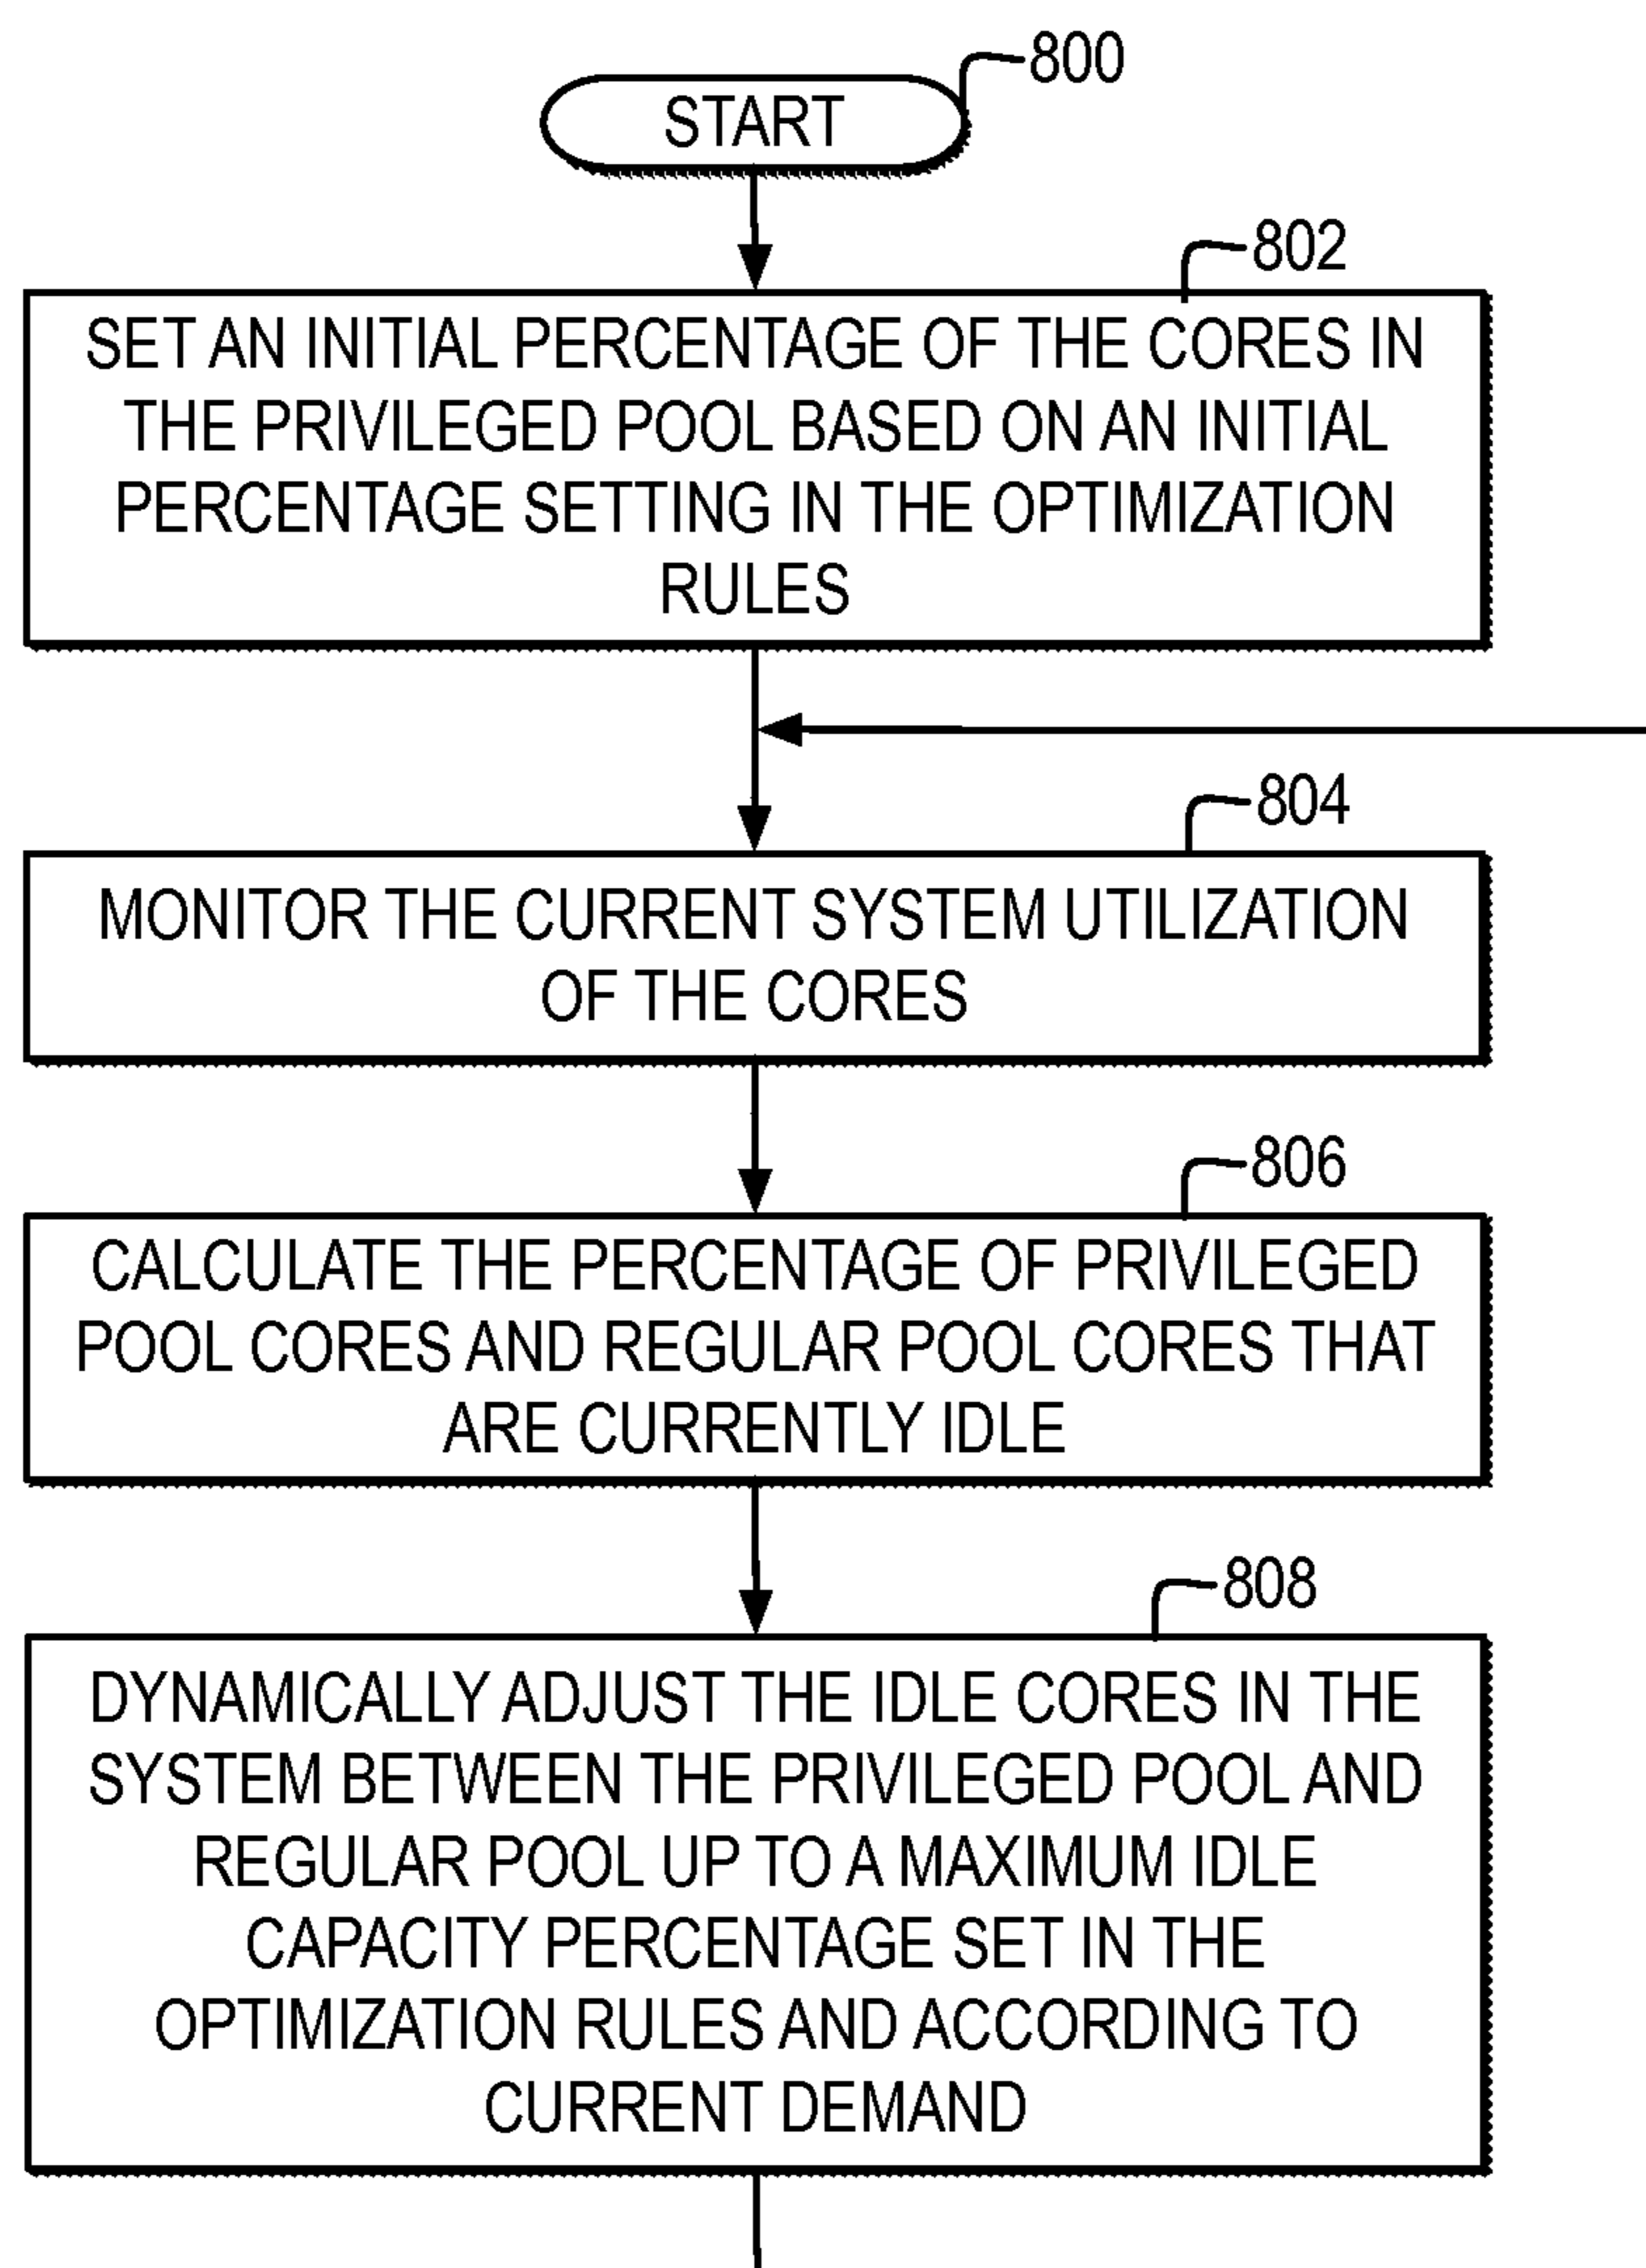 800
START
802
SET AN INITIAL PERCENTAGE OF THE CORES IN
THE PRIVILEGED POOL BASED ON AN INITIAL
PERCENTAGE SETTING IN THE OPTIMIZATION
RULES
804
MONITOR THE CURRENT SYSTEM UTILIZATION
OF THE CORES
806
CALCULATE THE PERCENTAGE OF PRIVILEGED
POOL CORES AND REGULAR POOL CORES THAT
ARE CURRENTLY IDLE
808
DYNAMICALLY ADJUST THE IDLE CORES IN THE
SYSTEM BETWEEN THE PRIVILEGED POOL AND
REGULAR POOL UP TO A MAXIMUM IDLE
CAPACITY PERCENTAGE SET IN THE
OPTIMIZATION RULES AND ACCORDING TO
CURRENT DEMAND